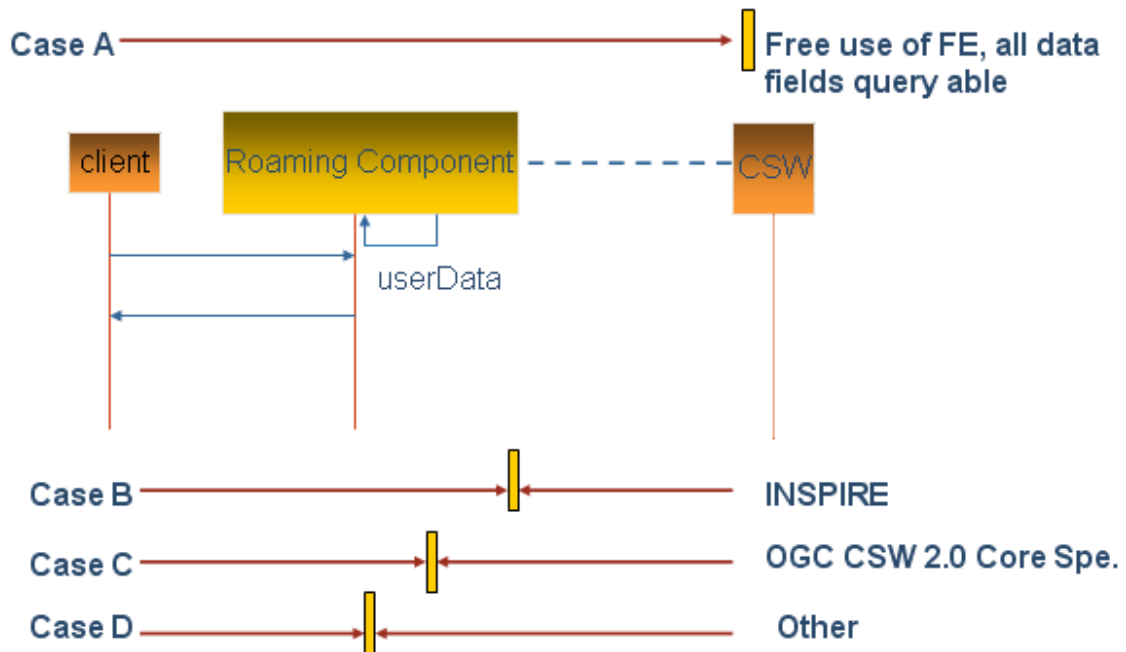 Case A
Free use of FE, all data
fields query able
client
Roaming Component
CSW
userData
Case B
INSPIRE
Case C
OGC CSW 2.0 Core Spe.
Case D
Other